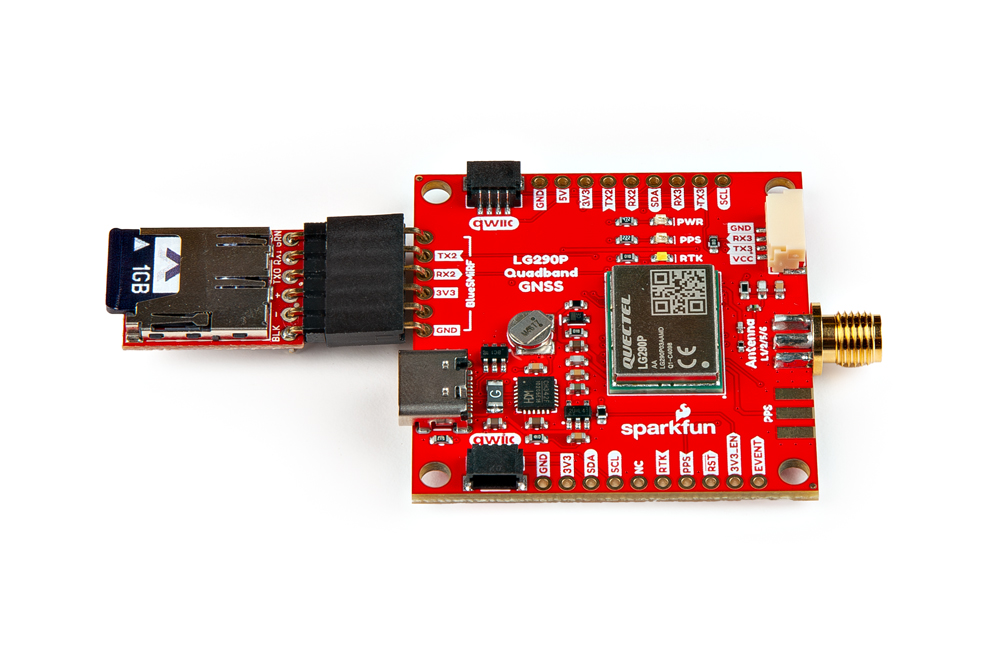 1GB
GRN
RXI
TXO
+
-
BLK
qwiic
GND
5V
3V3
TX2
RX2
SDA
RX3
TX3
SCL
PWR
PPS
RTK
TX2
RX2
3V3
GND
BlueSMiRF
LG290P
Quadband
GNSS
QUECTEL
LG290P
AA
CE
GND
RX3
TX3
VCC
Antenna
L1/2/5/6
PPS
G
sparkfun
qwiic
GND
3V3
SDA
SCL
NC
RTK
PPS
RST
3V3_EN
EVENT